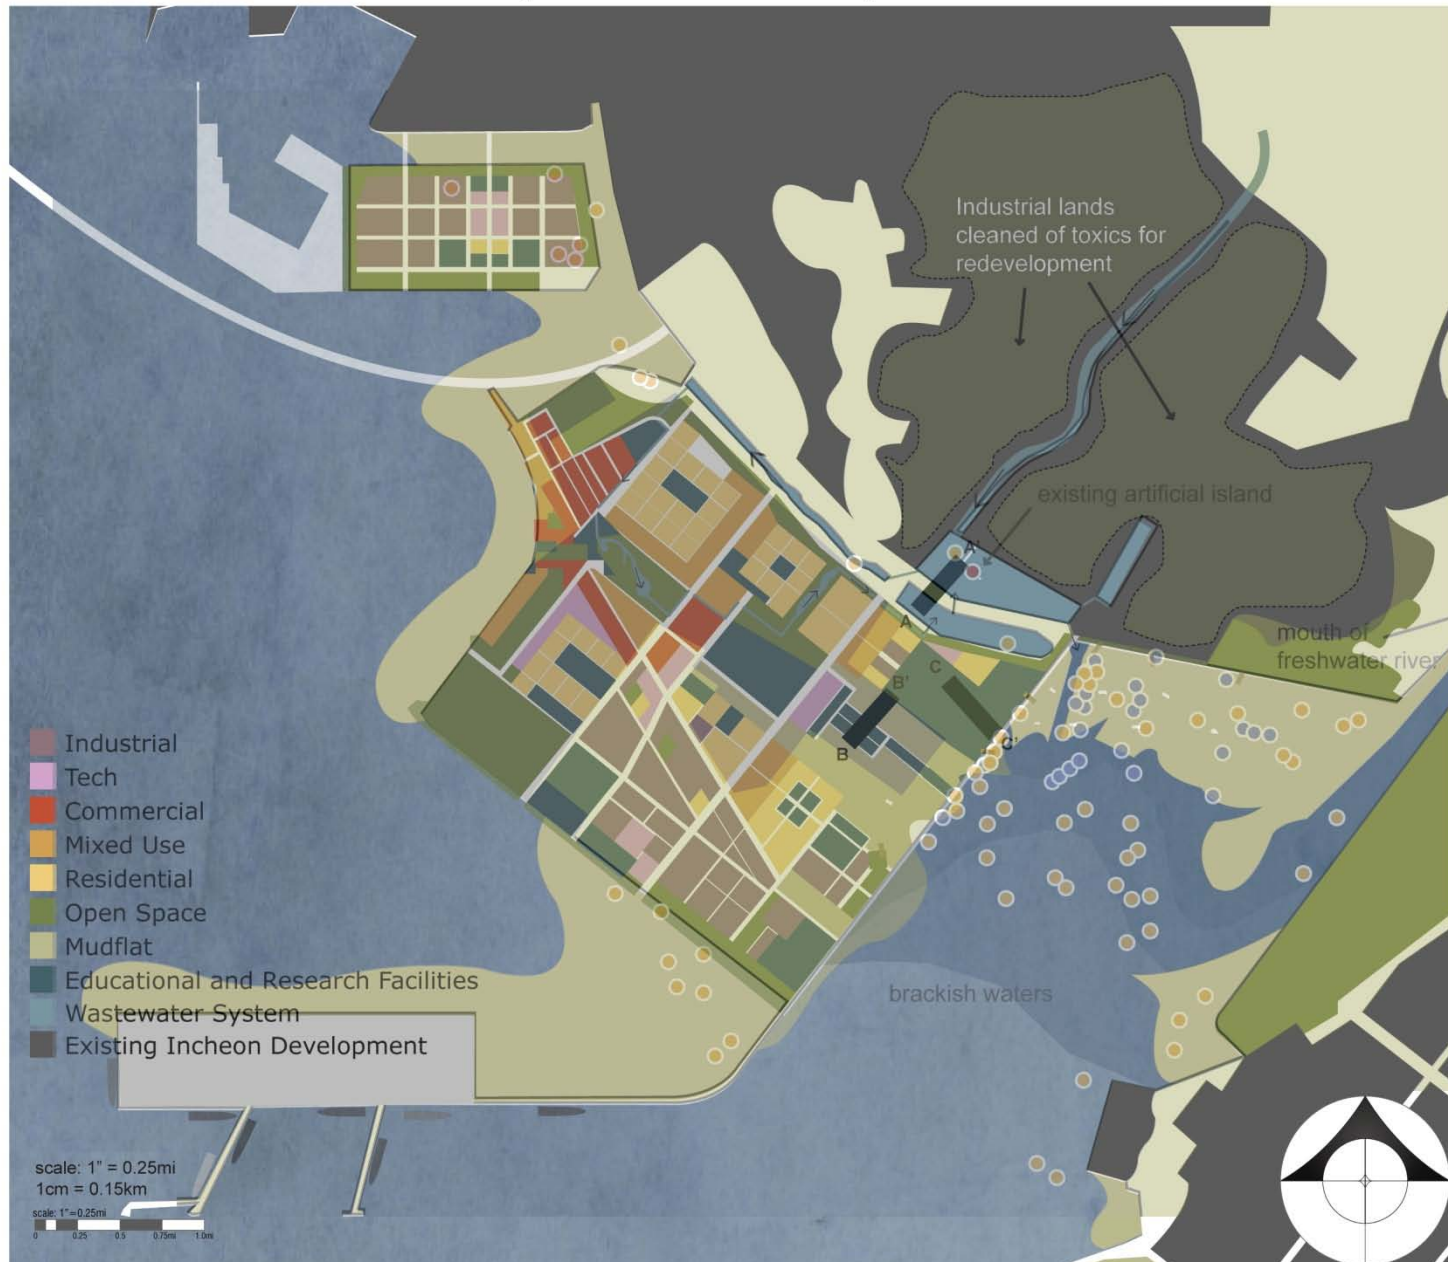 Industrial lands
cleaned of toxics for
redevelopment
existing artificial island
A'
A
mouth of
freshwater river
C
B'
C'
B
Industrial
Tech
Commercial
Mixed Use
Residential
Open Space
Mudflat
Educational and Research Facilities
Wastewater System
Existing Incheon Development
brackish waters
scale: 1" = 0.25mi
1cm = 0.15km
scale: 1"=0.25mi
0 0.25 0.5 0.75mi 1.0mi